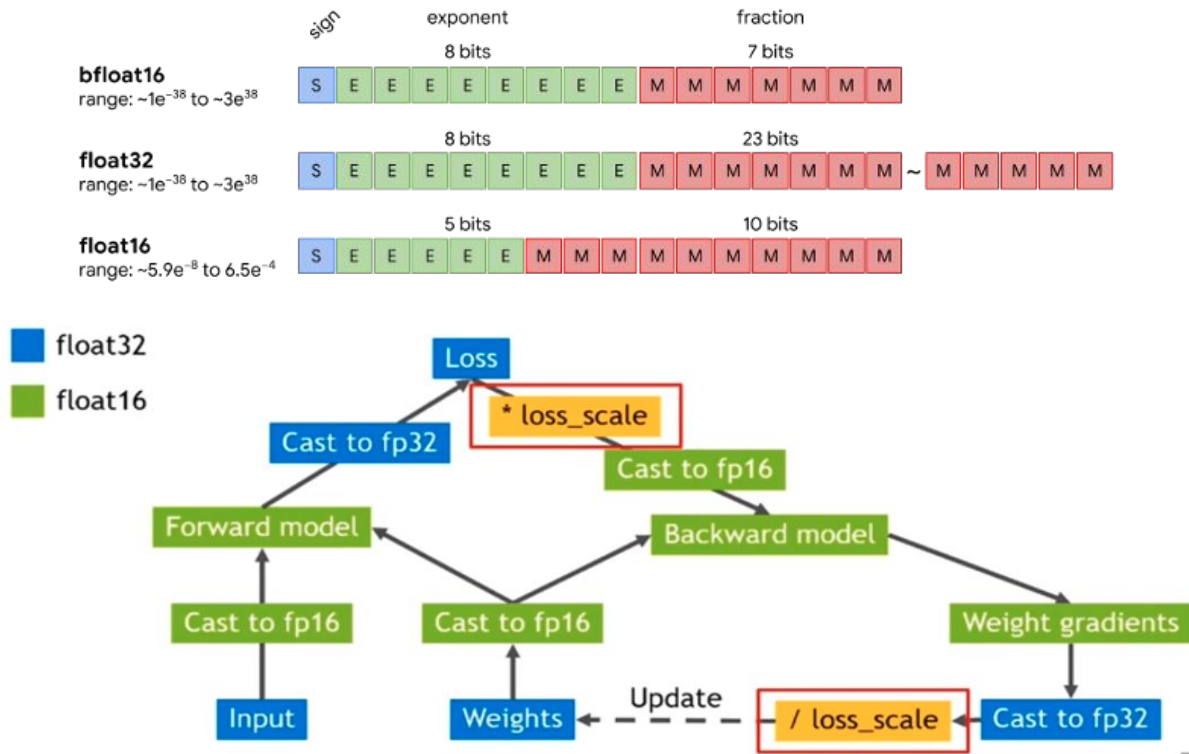 sign exponent fraction
8 bits 7 bits
bfloat16 S E E E E E E E E M M M M M M M
range: ~1e⁻³⁸ to ~3e³⁸
8 bits 23 bits
float32 S E E E E E E E E M M M M M M M ~ M M M M M
range: ~1e⁻³⁸ to ~3e³⁸
5 bits 10 bits
float16 S E E E E E M M M M M M M M M M
range: ~5.9e⁻⁸ to 6.5e⁻⁴
float32
float16
Loss
* loss_scale
Cast to fp32
Cast to fp16
Forward model
Backward model
Cast to fp16
Cast to fp16
Weight gradients
Input
Weights
Update
/ loss_scale
Cast to fp32